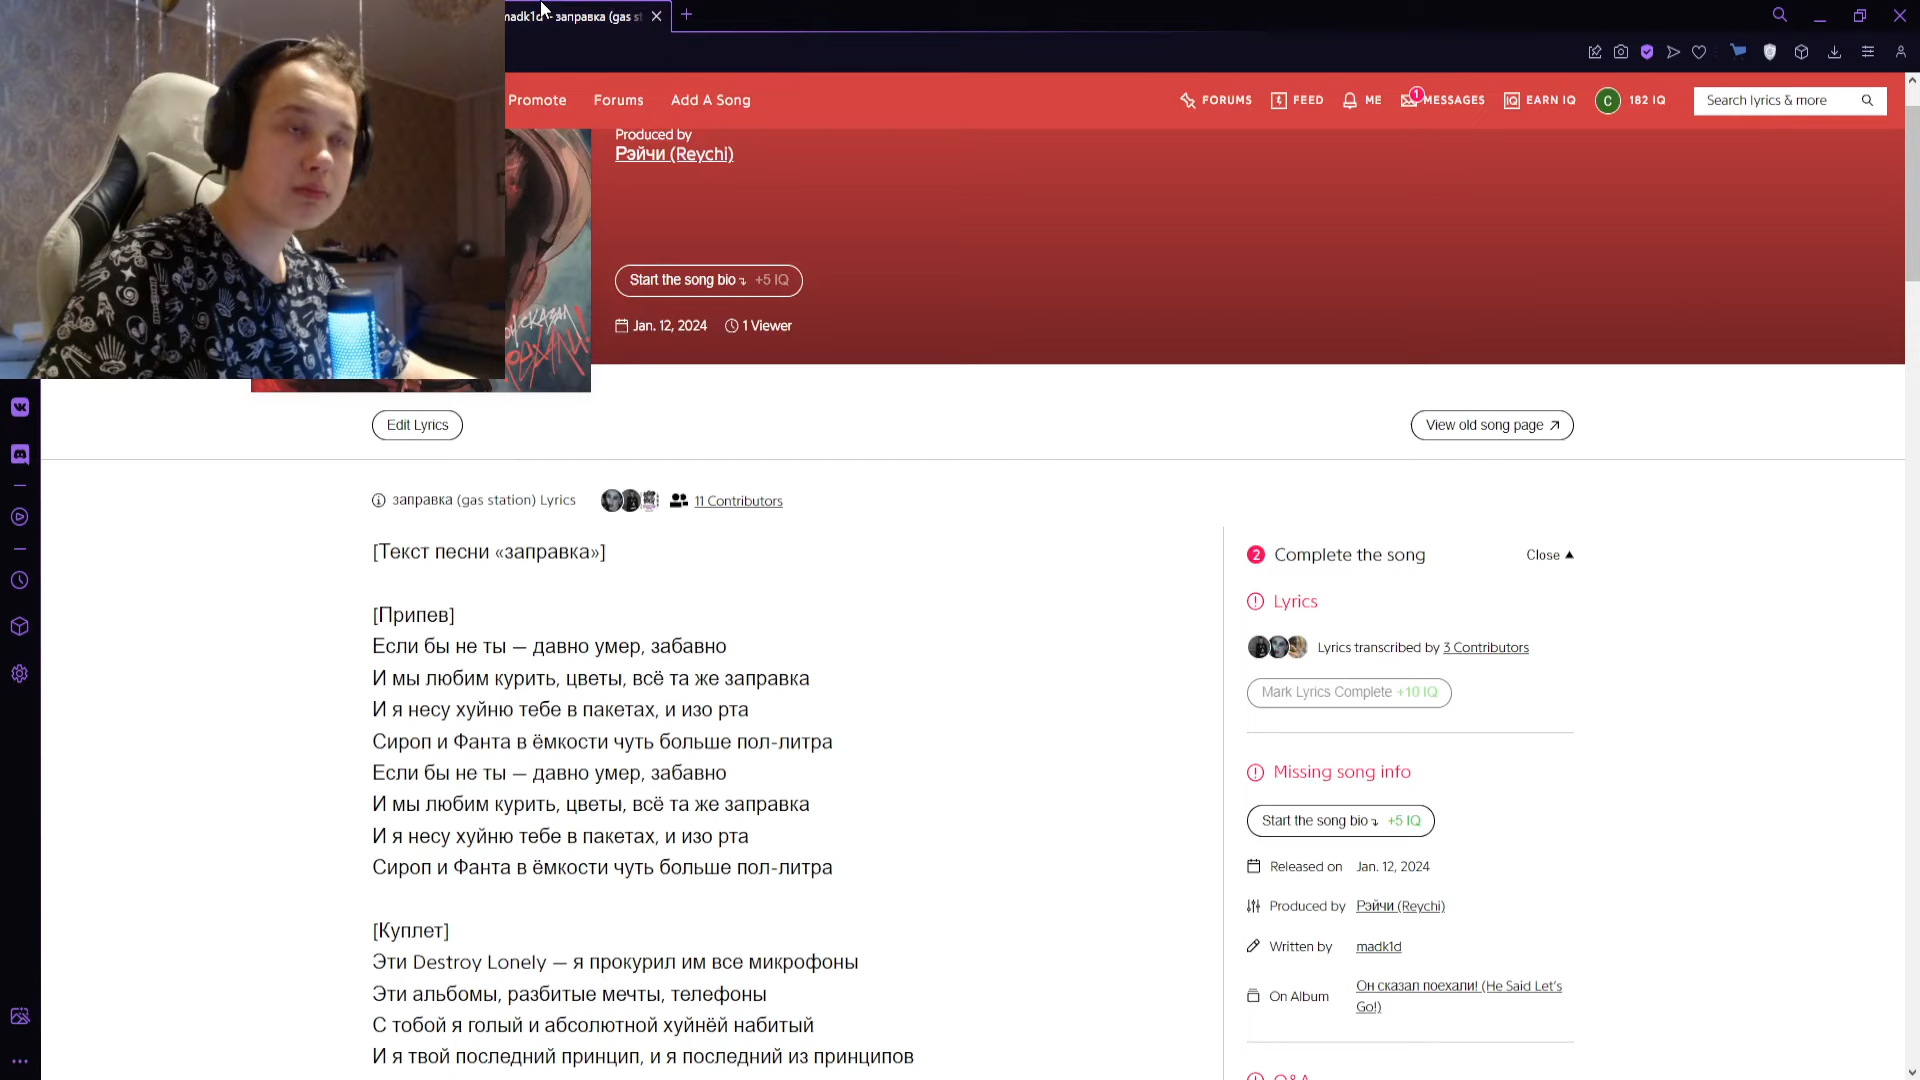 madk1d - заправка (gas st
Promote
Forums
Add A Song
FORUMS
FEED
ME
1
MESSAGES
EARN IQ
C
182 IQ
Search lyrics & more
Produced by
Рэйчи (Reychi)
Start the song bio +5 IQ
Jan. 12, 2024
1 Viewer
ОН СКАЗАЛ
ПОЕХАЛИ!
Edit Lyrics
View old song page
заправка (gas station) Lyrics
11 Contributors
[Текст песни «заправка»]
[Припев]
Если бы не ты — давно умер, забавно
И мы любим курить, цветы, всё та же заправка
И я несу хуйню тебе в пакетах, и изо рта
Сироп и Фанта в ёмкости чуть больше пол-литра
Если бы не ты — давно умер, забавно
И мы любим курить, цветы, всё та же заправка
И я несу хуйню тебе в пакетах, и изо рта
Сироп и Фанта в ёмкости чуть больше пол-литра
[Куплет]
Эти Destroy Lonely — я прокурил им все микрофоны
Эти альбомы, разбитые мечты, телефоны
С тобой я голый и абсолютной хуйнёй набитый
И я твой последний принцип, и я последний из принципов
2 Complete the song
Close
Lyrics
Lyrics transcribed by 3 Contributors
Mark Lyrics Complete +10 IQ
Missing song info
Start the song bio +5 IQ
Released on Jan. 12, 2024
Produced by Рэйчи (Reychi)
Written by madk1d
On Album Он сказал поехали! (He Said Let's
Go!)
Q&A